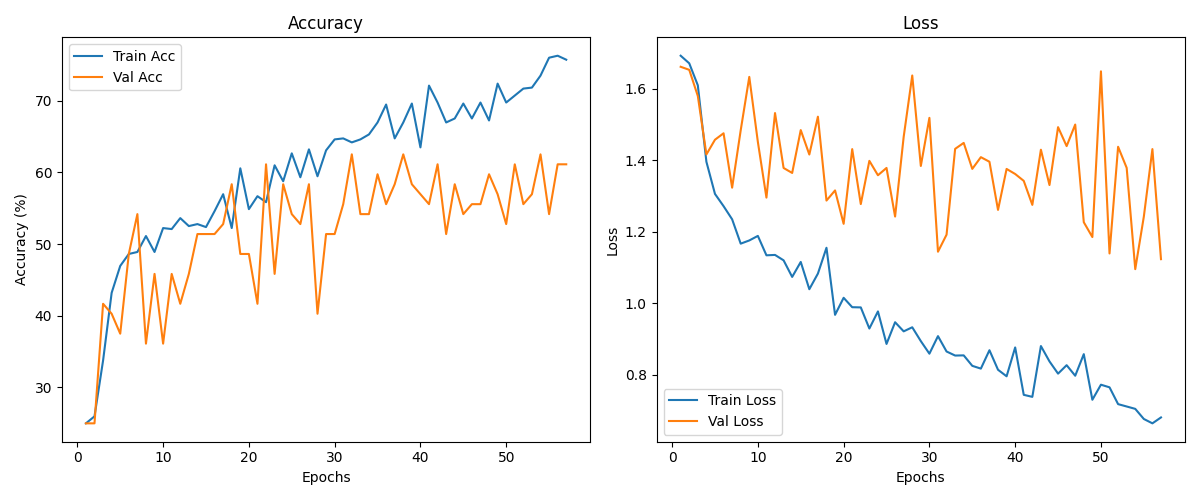 Accuracy
Train Acc
Val Acc
Accuracy (%)
70
60
50
40
30
0 10 20 30 40 50
Epochs
Loss
Train Loss
Val Loss
Loss
1.6
1.4
1.2
1.0
0.8
0 10 20 30 40 50
Epochs